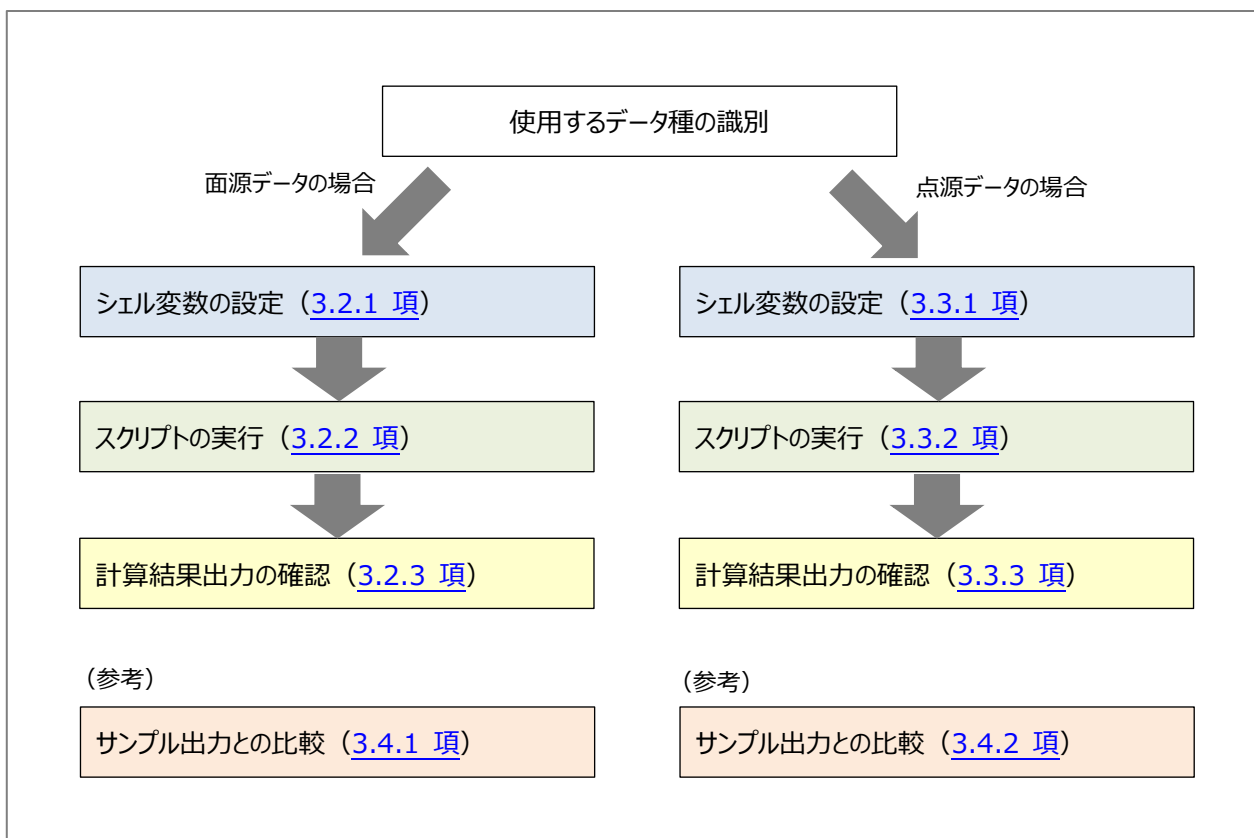 使用するデータ種の識別
面源データの場合
点源データの場合
シェル変数の設定（3.2.1 項）
シェル変数の設定（3.3.1 項）
スクリプトの実行（3.2.2 項）
スクリプトの実行（3.3.2 項）
計算結果出力の確認（3.2.3 項）
計算結果出力の確認（3.3.3 項）
（参考）
（参考）
サンプル出力との比較（3.4.1 項）
サンプル出力との比較（3.4.2 項）